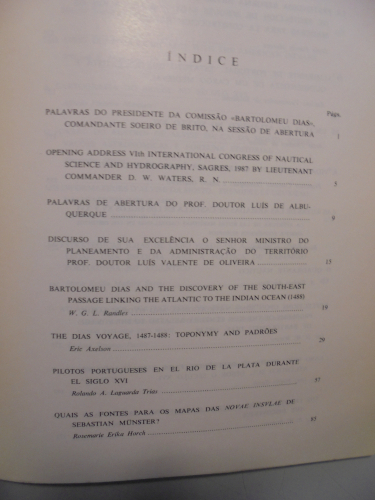 ÍNDICE
Págs.
PALAVRAS DO PRESIDENTE DA COMISSÃO «BARTOLOMEU DIAS»,
COMANDANTE SOEIRO DE BRITO, NA SESSÃO DE ABERTURA 1
OPENING ADDRESS VIth INTERNATIONAL CONGRESS OF NAUTICAL
SCIENCE AND HYDROGRAPHY, SAGRES, 1987 BY LIEUTENANT
COMMANDER D. W. WATERS, R. N. 5
PALAVRAS DE ABERTURA DO PROF. DOUTOR LUÍS DE ALBU-
QUERQUE 9
DISCURSO DE SUA EXCELÊNCIA O SENHOR MINISTRO DO
PLANEAMENTO E DA ADMINISTRAÇÃO DO TERRITÓRIO
PROF. DOUTOR LUÍS VALENTE DE OLIVEIRA 15
BARTOLOMEU DIAS AND THE DISCOVERY OF THE SOUTH-EAST
PASSAGE LINKING THE ATLANTIC TO THE INDIAN OCEAN (1488) 19
W. G. L. Randles
THE DIAS VOYAGE, 1487-1488: TOPONYMY AND PADRÕES 29
Eric Axelson
PILOTOS PORTUGUESES EN EL RIO DE LA PLATA DURANTE
EL SIGLO XVI
Rolando A. Laguarda Trías
QUAIS AS FONTES PARA OS MAPAS DAS NOVAE INSULAE DE
SEBASTIAN MÜNSTER?
Rosemarie Erika Horch